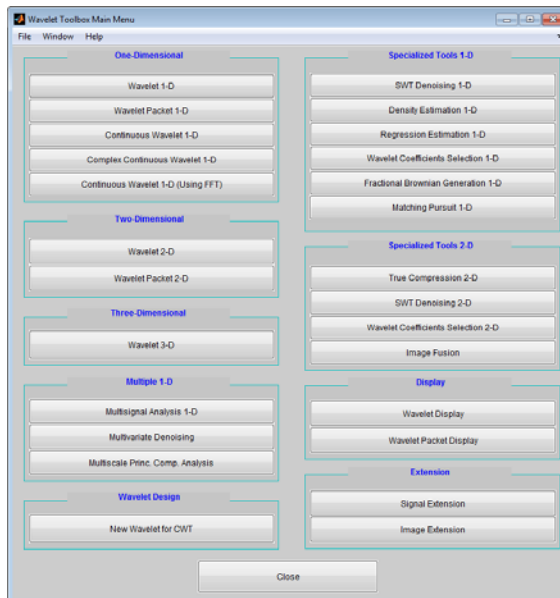 Wavelet Toolbox Main Menu
File Window Help
One-Dimensional
Wavelet 1-D
Wavelet Packet 1-D
Continuous Wavelet 1-D
Complex Continuous Wavelet 1-D
Continuous Wavelet 1-D (Using FFT)
Two-Dimensional
Wavelet 2-D
Wavelet Packet 2-D
Three-Dimensional
Wavelet 3-D
Multiple 1-D
Multisignal Analysis 1-D
Multivariate Denoising
Multiscale Princ. Comp. Analysis
Wavelet Design
New Wavelet for CWT
Specialized Tools 1-D
SWT Denoising 1-D
Density Estimation 1-D
Regression Estimation 1-D
Wavelet Coefficients Selection 1-D
Fractional Brownian Generation 1-D
Matching Pursuit 1-D
Specialized Tools 2-D
True Compression 2-D
SWT Denoising 2-D
Wavelet Coefficients Selection 2-D
Image Fusion
Display
Wavelet Display
Wavelet Packet Display
Extension
Signal Extension
Image Extension
Close